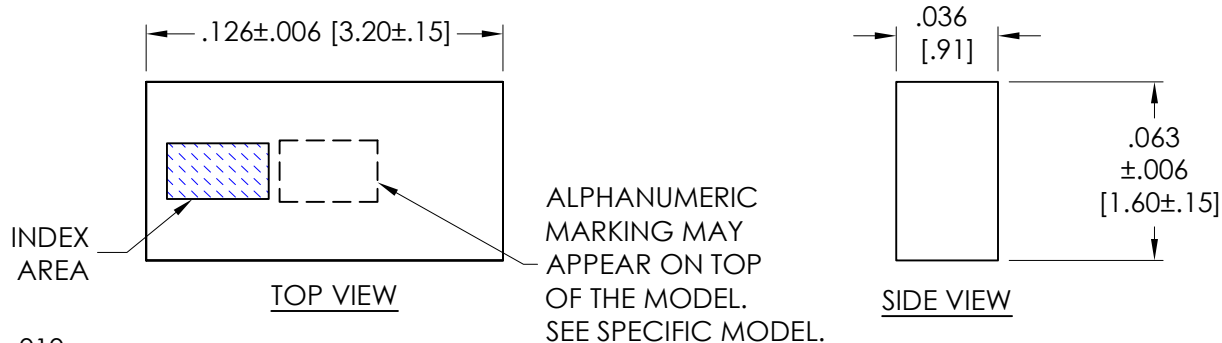 .126±.006 [3.20±.15]
.036
[.91]
.063
±.006
[1.60±.15]
INDEX
AREA
ALPHANUMERIC
MARKING MAY
APPEAR ON TOP
OF THE MODEL.
SEE SPECIFIC MODEL.
TOP VIEW
SIDE VIEW